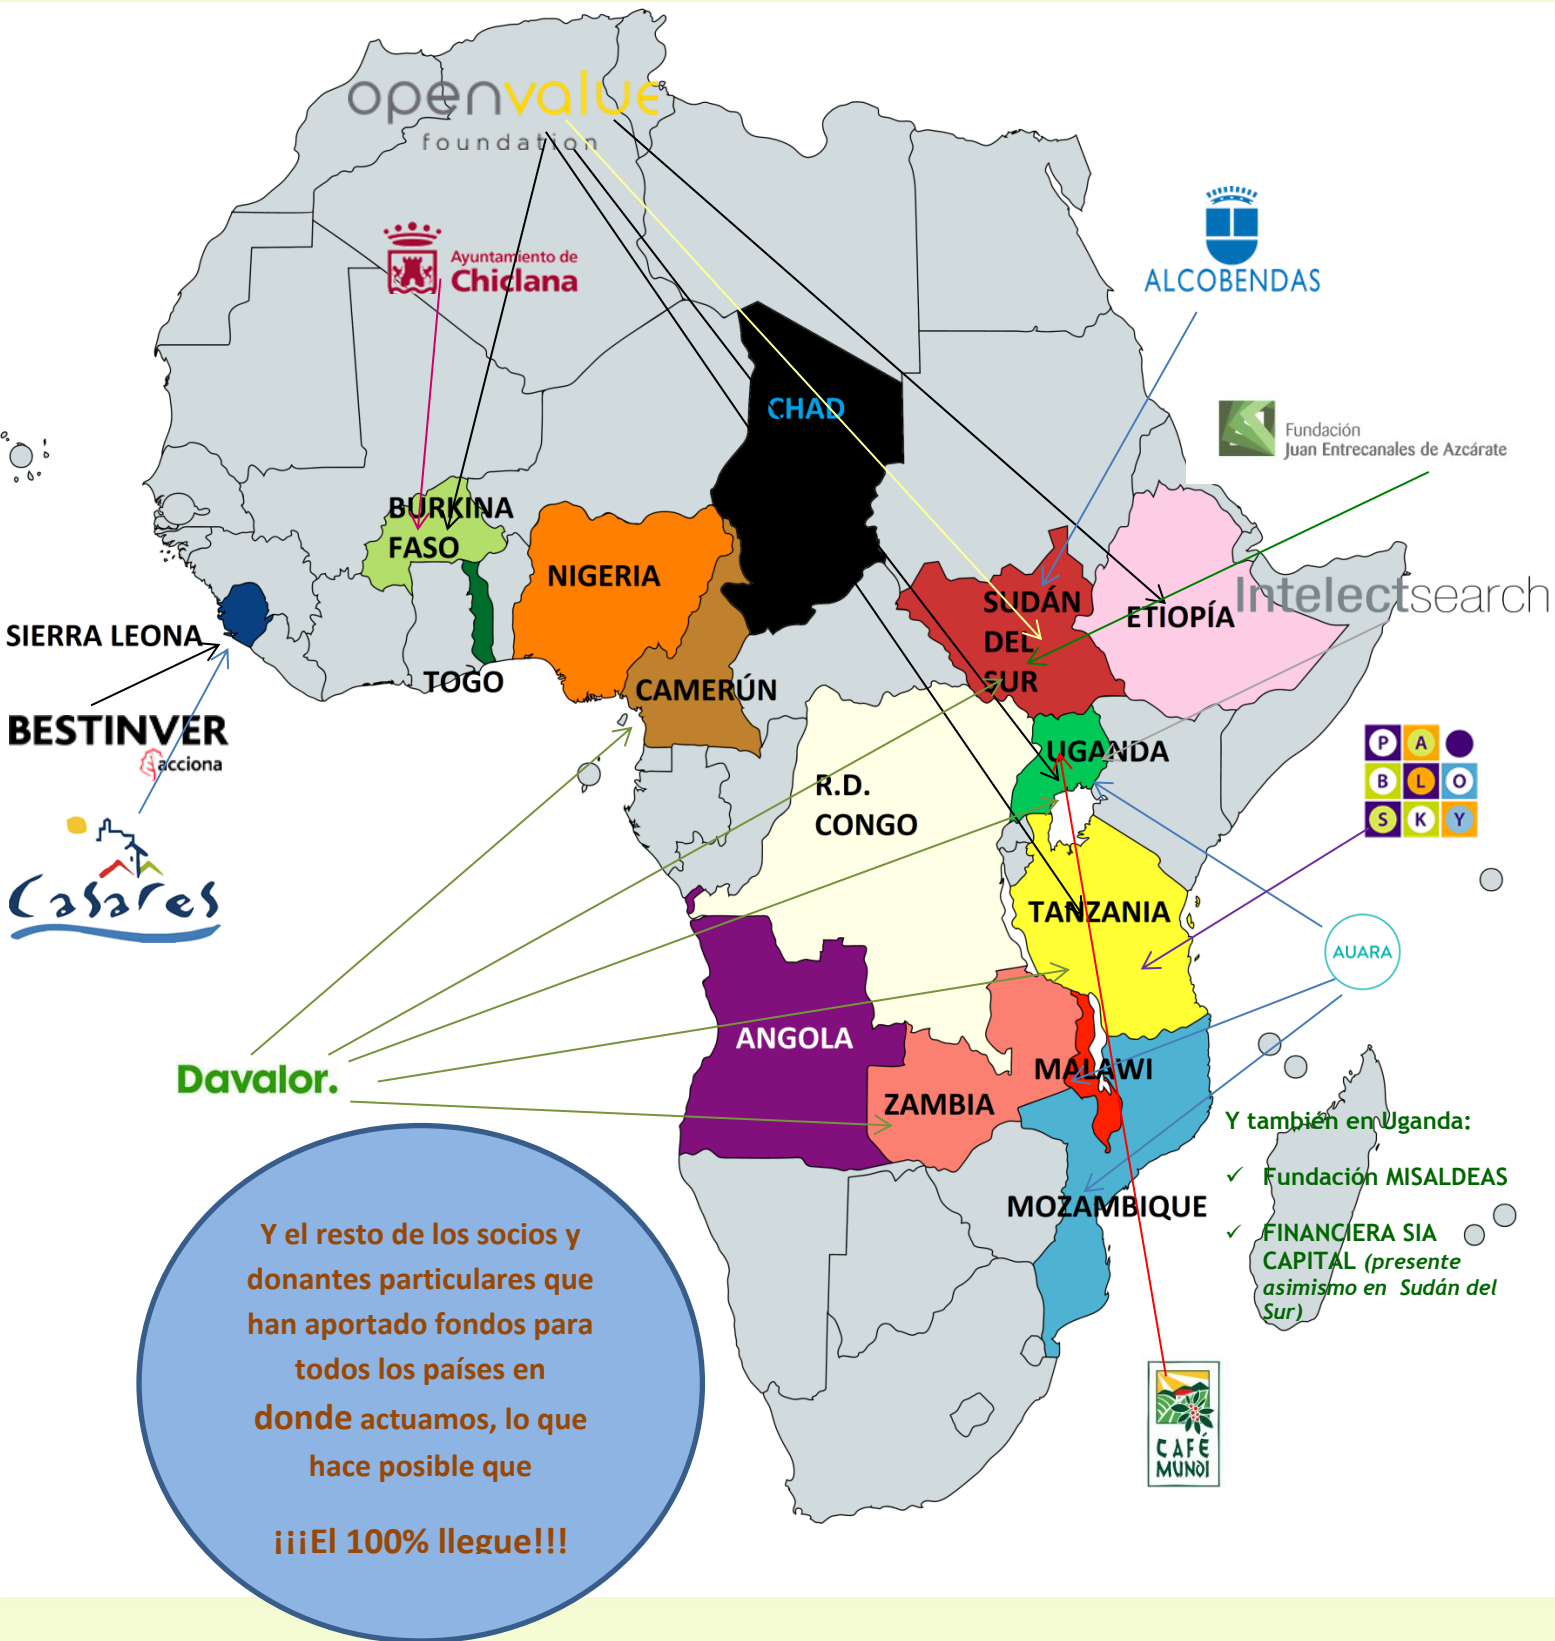 openvalue
foundation
Ayuntamiento de
Chiclana
ALCOBENDAS
CHAD
Fundación
Juan Entrecanales de Azcárate
BURKINA
FASO
NIGERIA
SUDÁN
DEL
SUR
ETIOPÍA
Intelectsearch
SIERRA LEONA
TOGO
CAMERÚN
BESTINVER
acciona
UGANDA
P A
B L O
S K Y
R.D.
CONGO
Casares
TANZANIA
AUARA
ANGOLA
Davalor.
MALAWI
ZAMBIA
MOZAMBIQUE
Y también en Uganda:
✓ Fundación MISALDEAS
✓ FINANCIERA SIA
CAPITAL (presente
asimismo en Sudán del
Sur)
Y el resto de los socios y
donantes particulares que
han aportado fondos para
todos los países en
donde actuamos, lo que
hace posible que
¡¡¡El 100% llegue!!!
CAFÉ
MUNDI